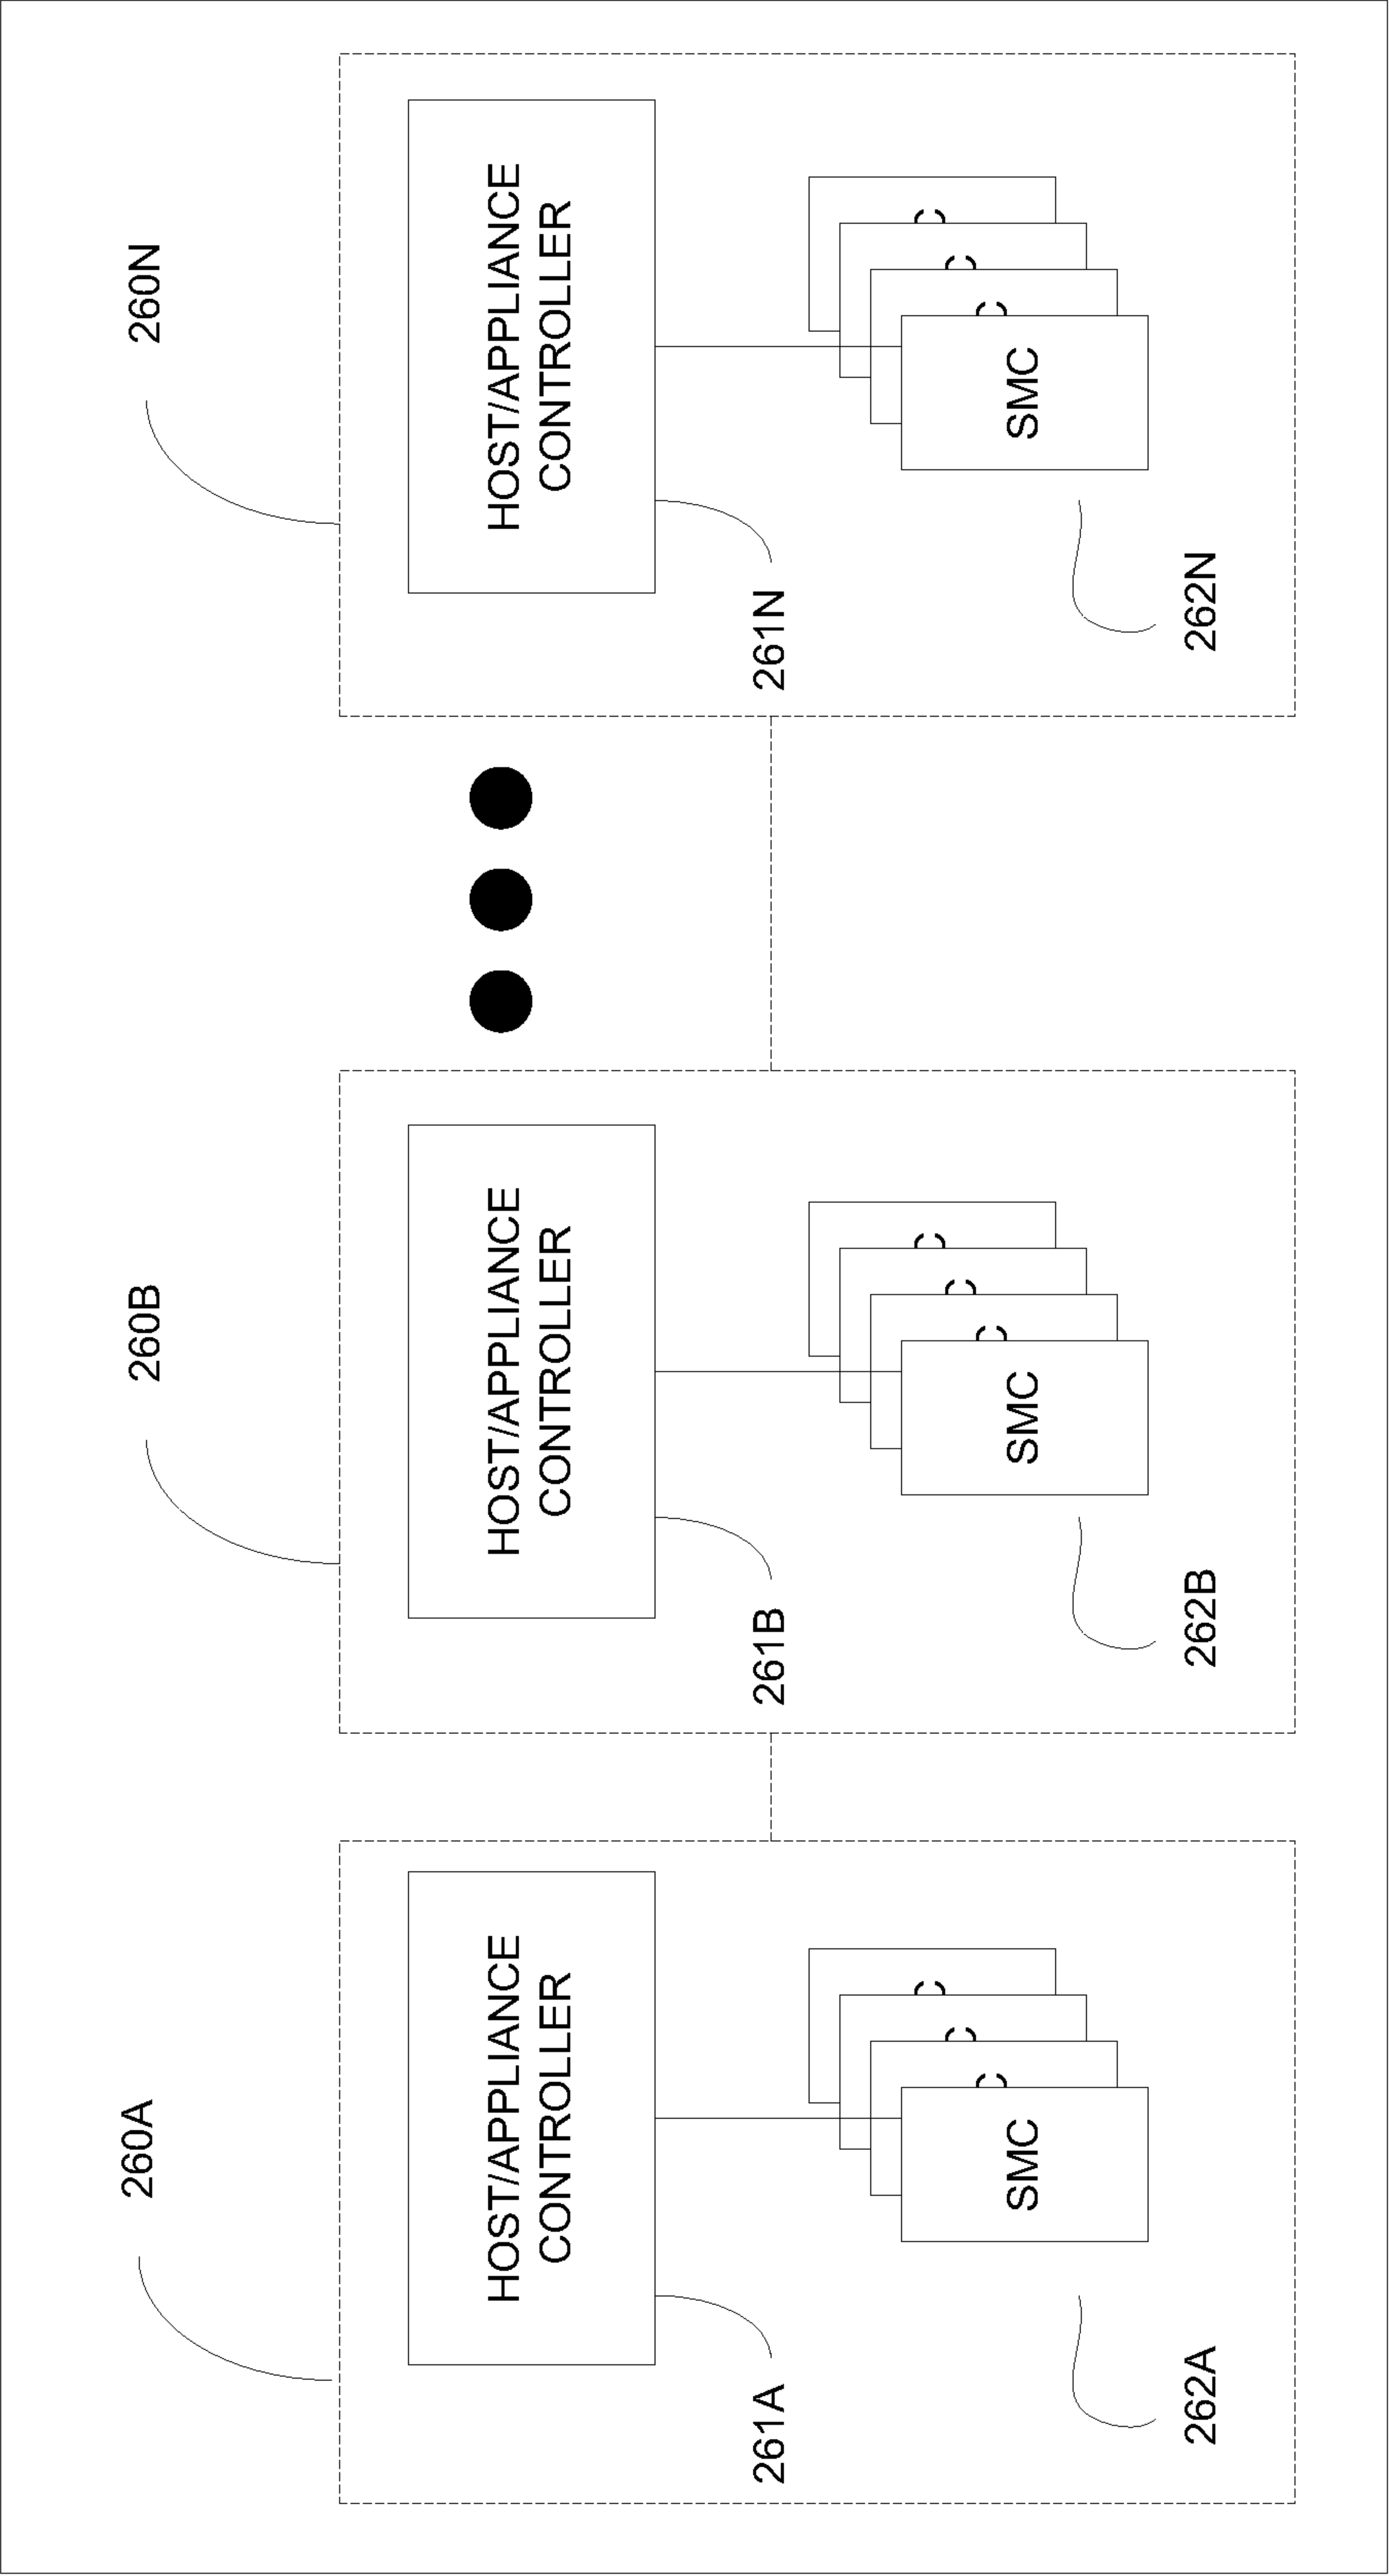 260A
260B
260N
HOST/APPLIANCE
CONTROLLER
HOST/APPLIANCE
CONTROLLER
HOST/APPLIANCE
CONTROLLER
261A
261B
261N
C
C
C
SMC
C
C
C
SMC
C
C
C
SMC
262A
262B
262N